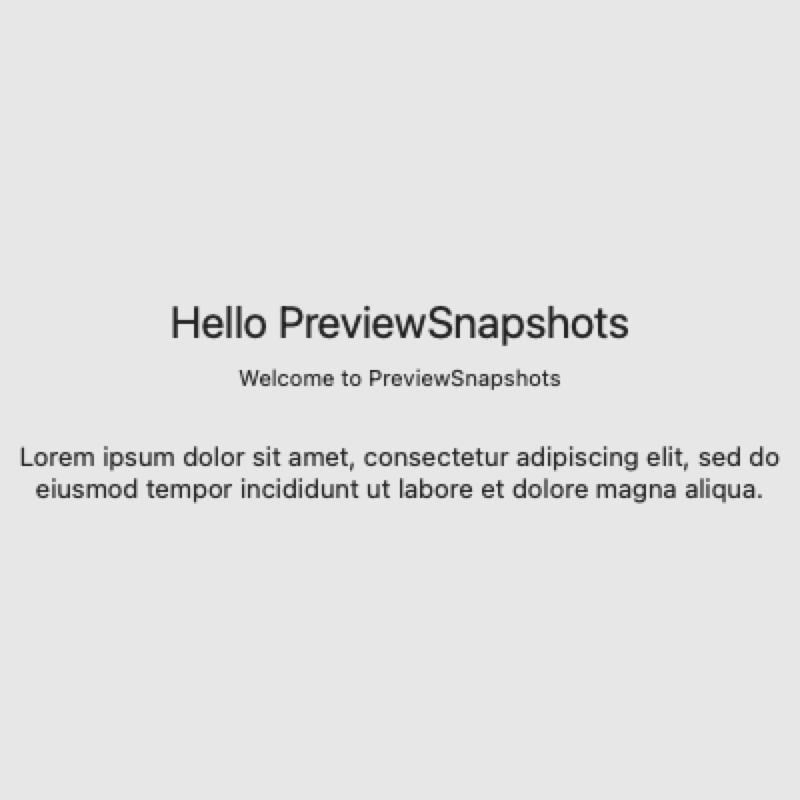 Hello PreviewSnapshots
Welcome to PreviewSnapshots
Lorem ipsum dolor sit amet, consectetur adipiscing elit, sed do
eiusmod tempor incididunt ut labore et dolore magna aliqua.